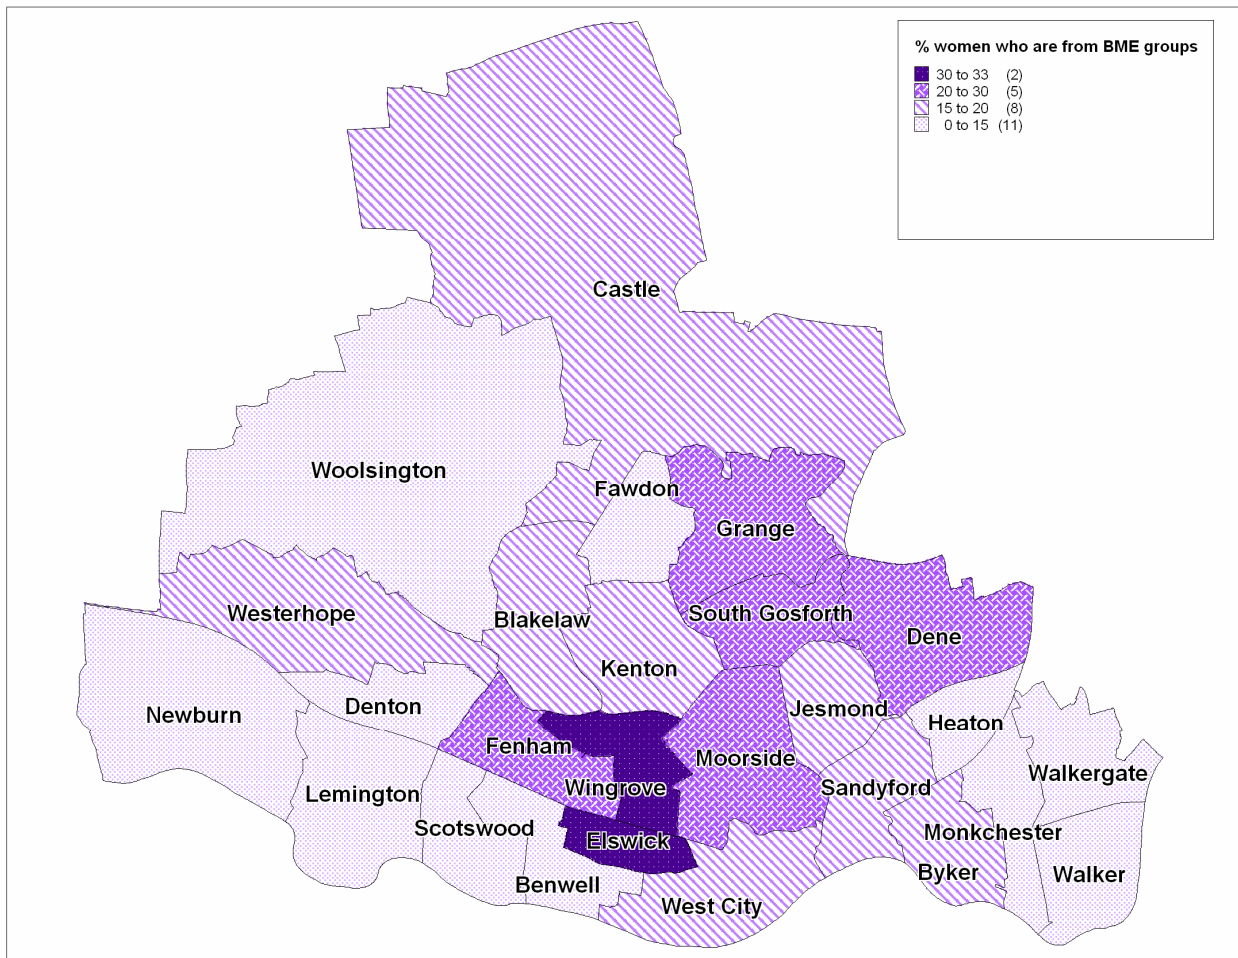 % women who are from BME groups
30 to 33 (2)
20 to 30 (5)
15 to 20 (8)
0 to 15 (11)
Castle
Woolsington
Fawdon
Grange
Westerhope
Blakelaw
South Gosforth
Dene
Kenton
Newburn
Denton
Jesmond
Heaton
Fenham
Moorside
Walkergate
Lemington
Wingrove
Sandyford
Scotswood
Elswick
Monkchester
Benwell
Byker
Walker
West City